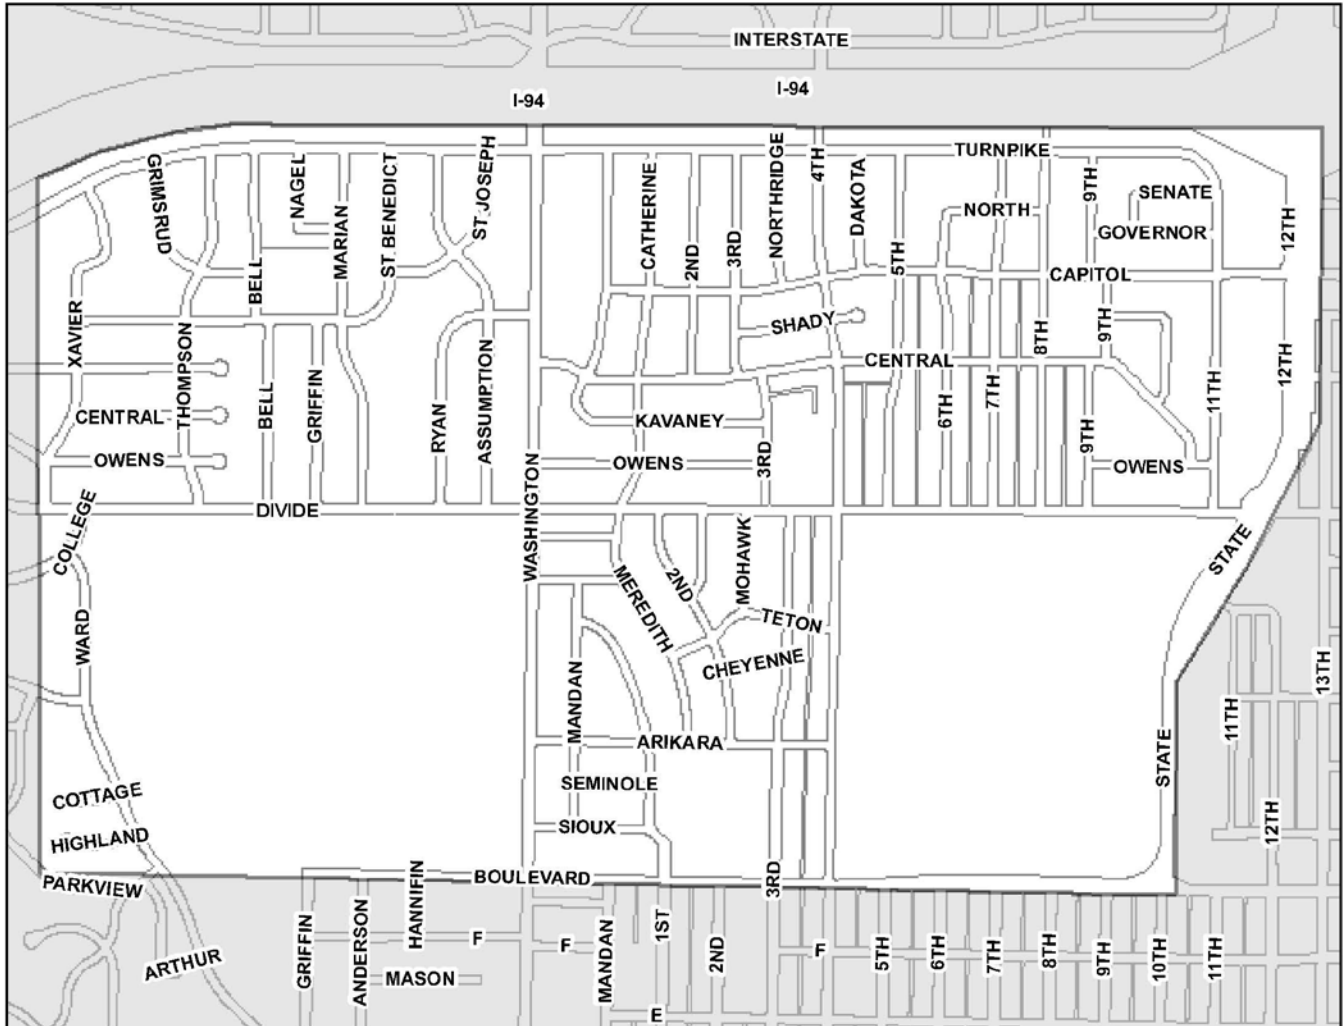 INTERSTATE
I-94
I-94
TURNPIKE
GRIMSRUD
NAGEL
MARIAN
ST. BENEDICT
ST. JOSEPH
CATHERINE
2ND
3RD
NORTHRIDGE
4TH
DAKOTA
5TH
NORTH
9TH
SENATE
GOVERNOR
12TH
BELL
CAPITOL
XAVIER
THOMPSON
SHADY
8TH
9TH
CENTRAL
12TH
BELL
GRIFFIN
RYAN
ASSUMPTION
6TH
7TH
11TH
CENTRAL
KAVANEY
9TH
OWENS
OWENS
3RD
OWENS
COLLEGE
DIVIDE
WASHINGTON
MOHAWK
STATE
2ND
MEREDITH
WARD
TETON
CHEYENNE
13TH
MANDAN
11TH
ARIKARA
STATE
SEMINOLE
COTTAGE
SIOUX
12TH
HIGHLAND
PARKVIEW
BOULEVARD
3RD
HANNIFIN
GRIFFIN
ANDERSON
F
F
MANDAN
1ST
2ND
F
5TH
6TH
7TH
8TH
9TH
10TH
11TH
ARTHUR
MASON
E